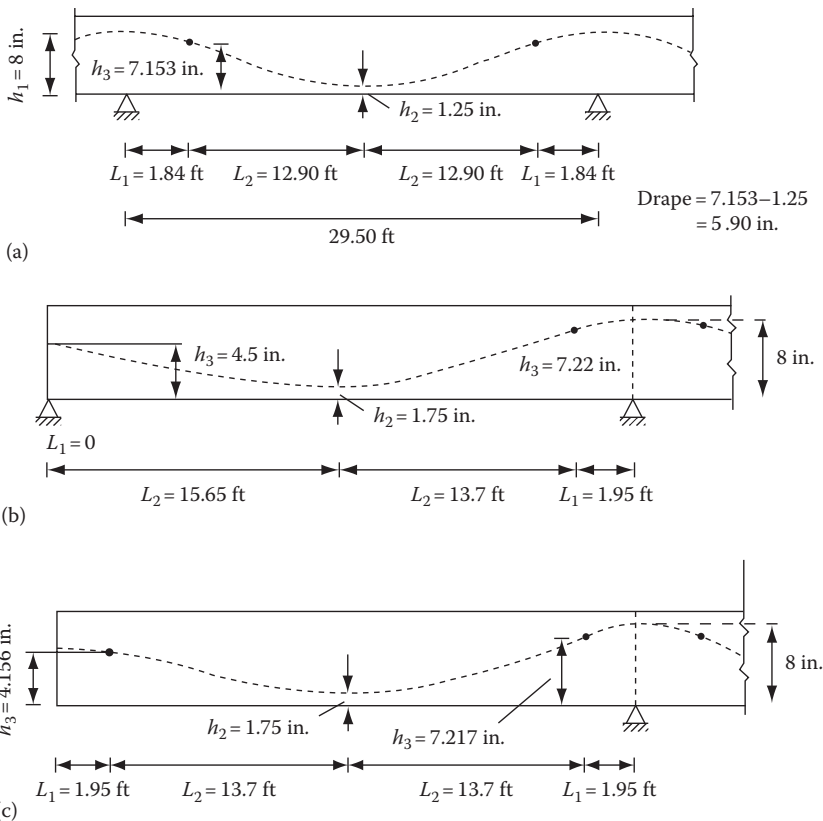 h₁ = 8 in.
h₃ = 7.153 in.
h₂ = 1.25 in.
L₁ = 1.84 ft
L₂ = 12.90 ft
L₂ = 12.90 ft
L₁ = 1.84 ft
29.50 ft
Drape = 7.153–1.25
= 5.90 in.
(a)
h₃ = 4.5 in.
h₃ = 7.22 in.
8 in.
h₂ = 1.75 in.
L₁ = 0
L₂ = 15.65 ft
L₂ = 13.7 ft
L₁ = 1.95 ft
(b)
h₃ = 4.156 in.
8 in.
h₂ = 1.75 in.
h₃ = 7.217 in.
L₁ = 1.95 ft
L₂ = 13.7 ft
L₂ = 13.7 ft
L₁ = 1.95 ft
(c)